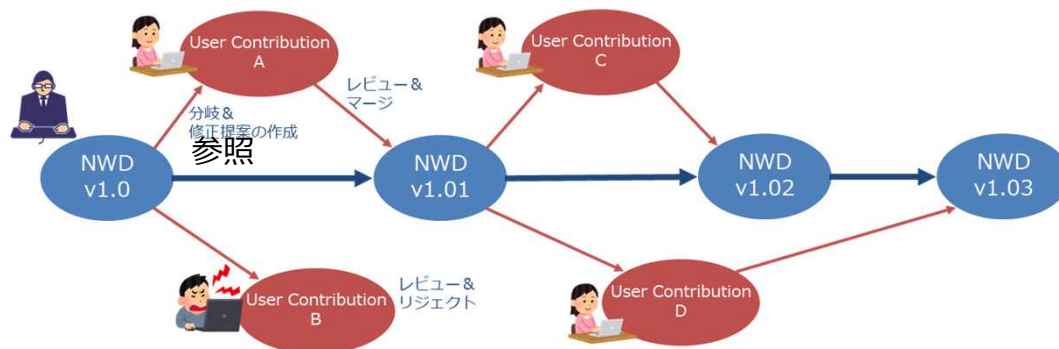 User Contribution
A
User Contribution
C
レビュー＆
マージ
分岐＆
修正提案の作成
参照
NWD
v1.0
NWD
v1.01
NWD
v1.02
NWD
v1.03
User Contribution
B
レビュー＆
リジェクト
User Contribution
D